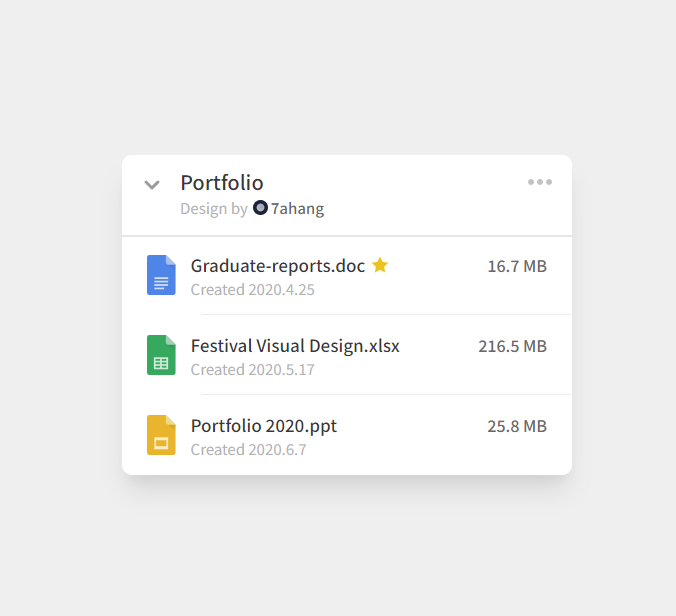 Portfolio
Design by 7ahang
Graduate-reports.doc 16.7 MB
Created 2020.4.25
Festival Visual Design.xlsx 216.5 MB
Created 2020.5.17
Portfolio 2020.ppt 25.8 MB
Created 2020.6.7